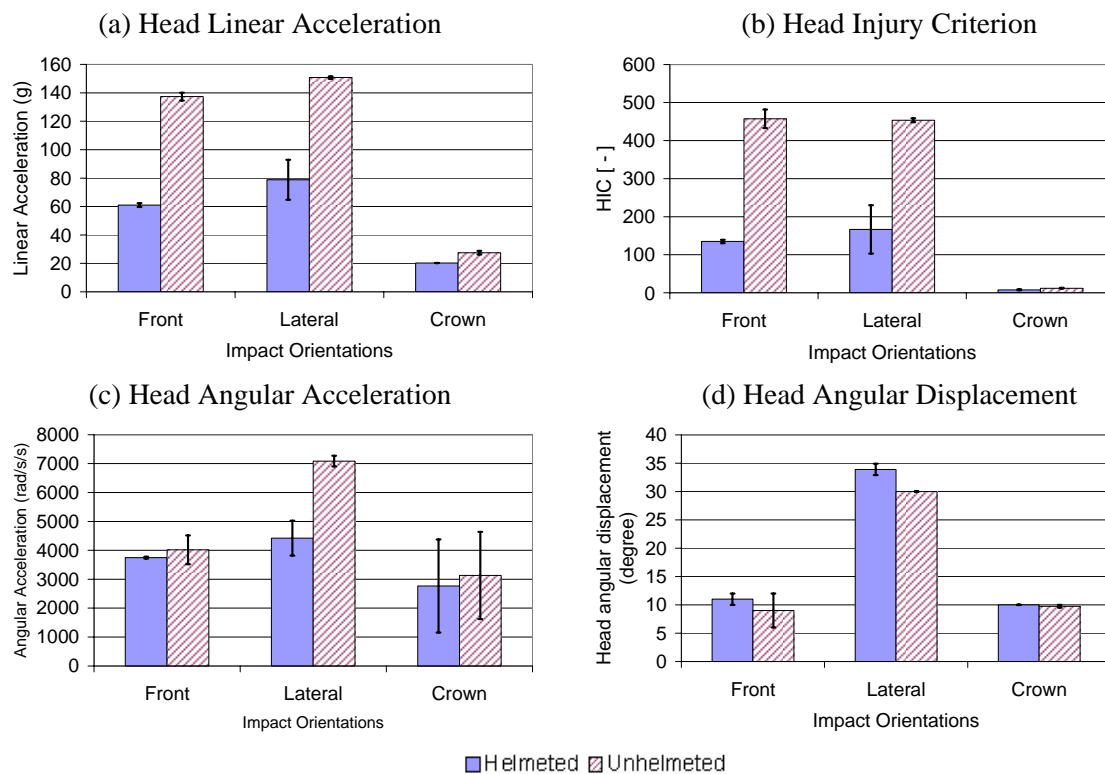 (a) Head Linear Acceleration
160
140
120
100
80
60
40
20
0
Linear Acceleration (g)
Front Lateral Crown
Impact Orientations
(b) Head Injury Criterion
600
500
400
300
200
100
0
HIC [ - ]
Front Lateral Crown
Impact Orientations
(c) Head Angular Acceleration
8000
7000
6000
5000
4000
3000
2000
1000
0
Angular Acceleration (rad/s/s)
Front Lateral Crown
Impact Orientations
(d) Head Angular Displacement
40
35
30
25
20
15
10
5
0
Head angular displacement
(degree)
Front Lateral Crown
Impact Orientations
Helmeted Unhelmeted